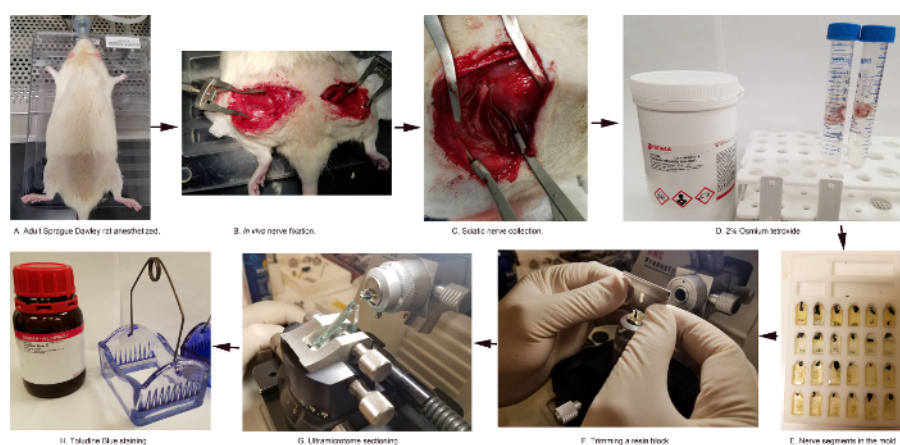 A. Adult Sprague Dawley rat anesthetized.
B. In vivo nerve fixation.
C. Sciatic nerve collection.
D. 2% Osmium tetroxide
H. Toludine Blue staining
G. Ultramicrotome sectioning
F. Trimming a resin block
E. Nerve segments in the mold